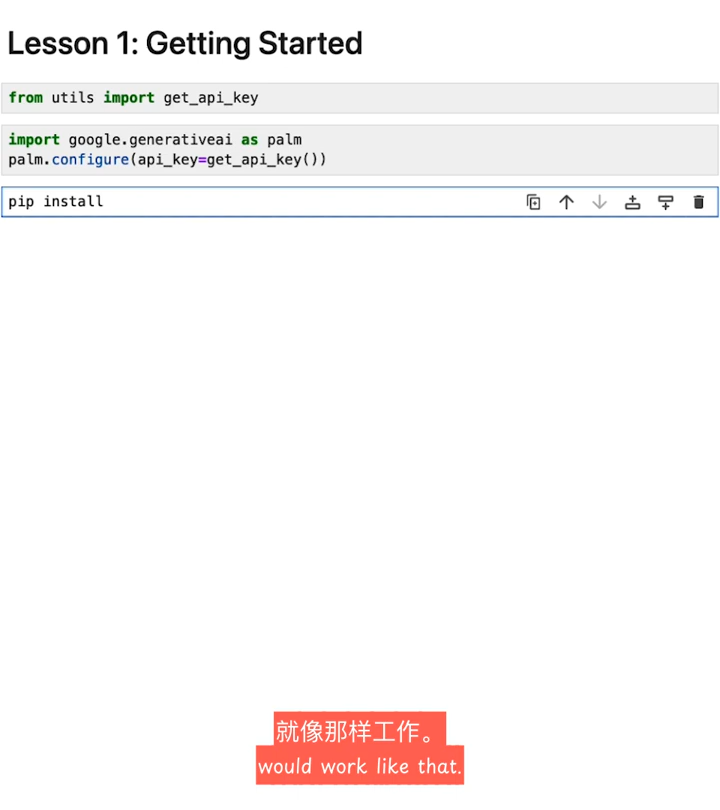 Lesson 1: Getting Started
from utils import get_api_key
import google.generativeai as palm
palm.configure(api_key=get_api_key())
pip install
就像那样工作。
would work like that.